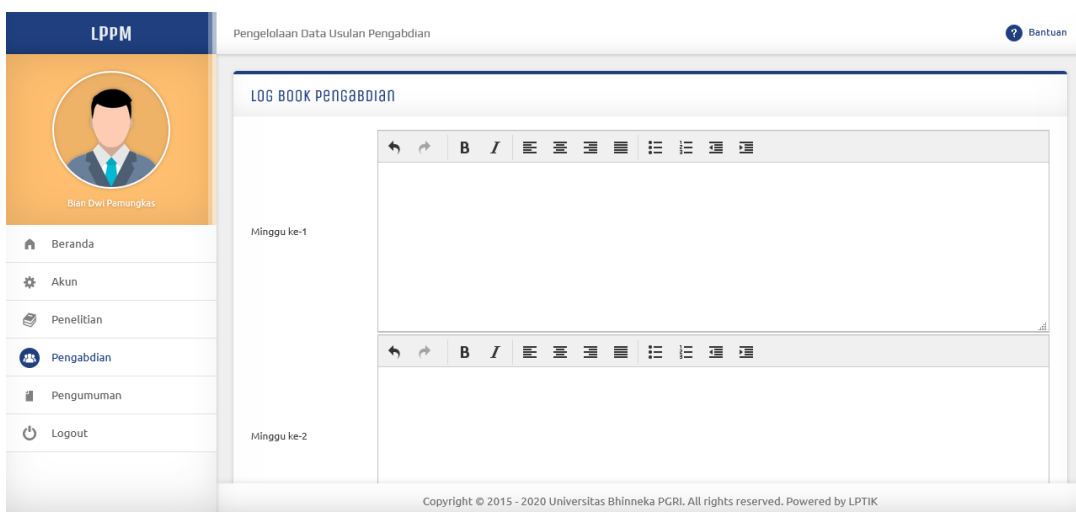 LPPM
Pengelolaan Data Usulan Pengabdian
? Bantuan
Bian Dwi Pamungkas
Beranda
Akun
Penelitian
Pengabdian
Pengumuman
Logout
LOG BOOK PENGABDIAN
B I
Minggu ke-1
B I
Minggu ke-2
Copyright © 2015 - 2020 Universitas Bhinneka PGRI. All rights reserved. Powered by LPTIK